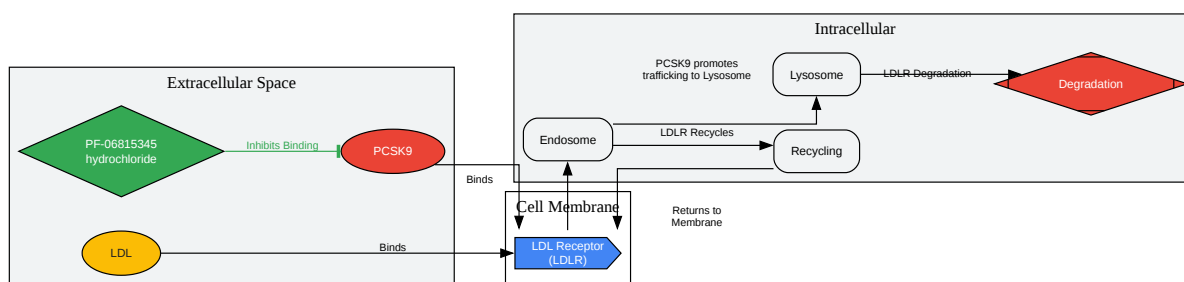 Intracellular
PCSK9 promotes
trafficking to Lysosome
Lysosome
LDLR Degradation
Degradation
Extracellular Space
PF-06815345
hydrochloride
Inhibits Binding
PCSK9
Endosome
LDLR Recycles
Recycling
Binds
Cell Membrane
Returns to
Membrane
LDL
Binds
LDL Receptor
(LDLR)